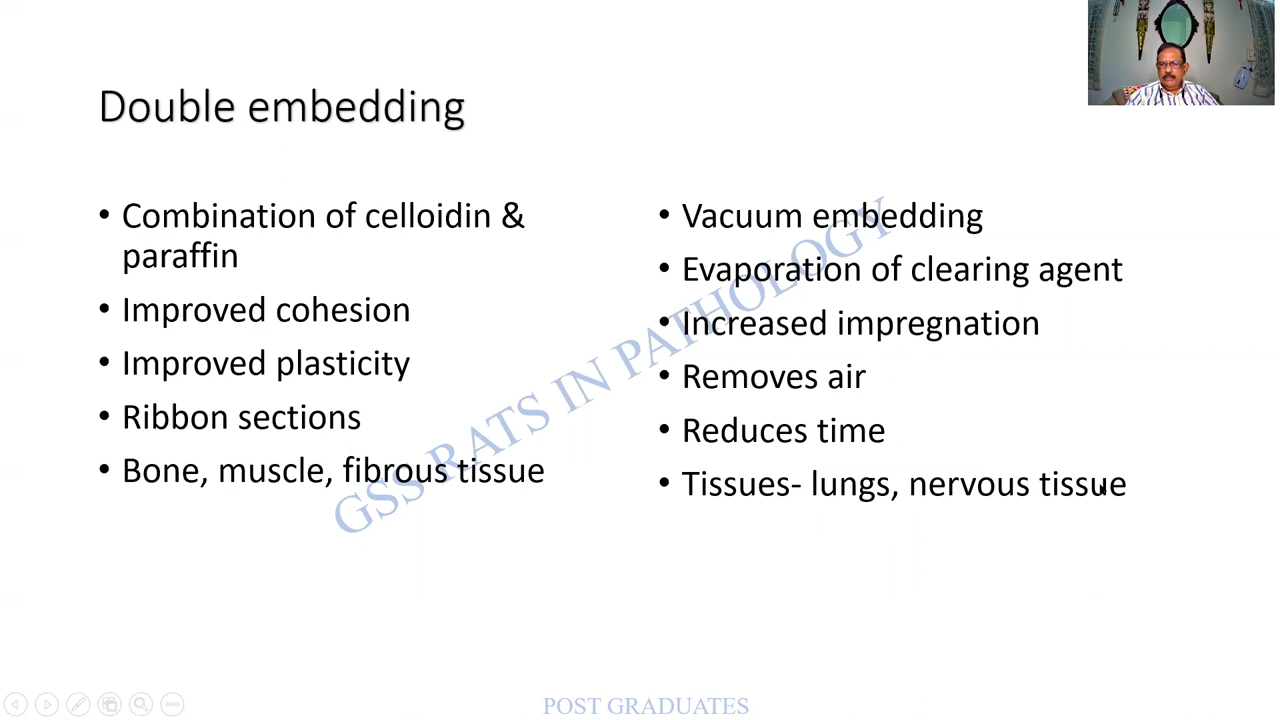 Double embedding
• Combination of celloidin &
paraffin
• Improved cohesion
• Improved plasticity
• Ribbon sections
• Bone, muscle, fibrous tissue
• Vacuum embedding
• Evaporation of clearing agent
• Increased impregnation
• Removes air
• Reduces time
• Tissues- lungs, nervous tissue
GSS RATS IN PATHOLOGY
POST GRADUATES